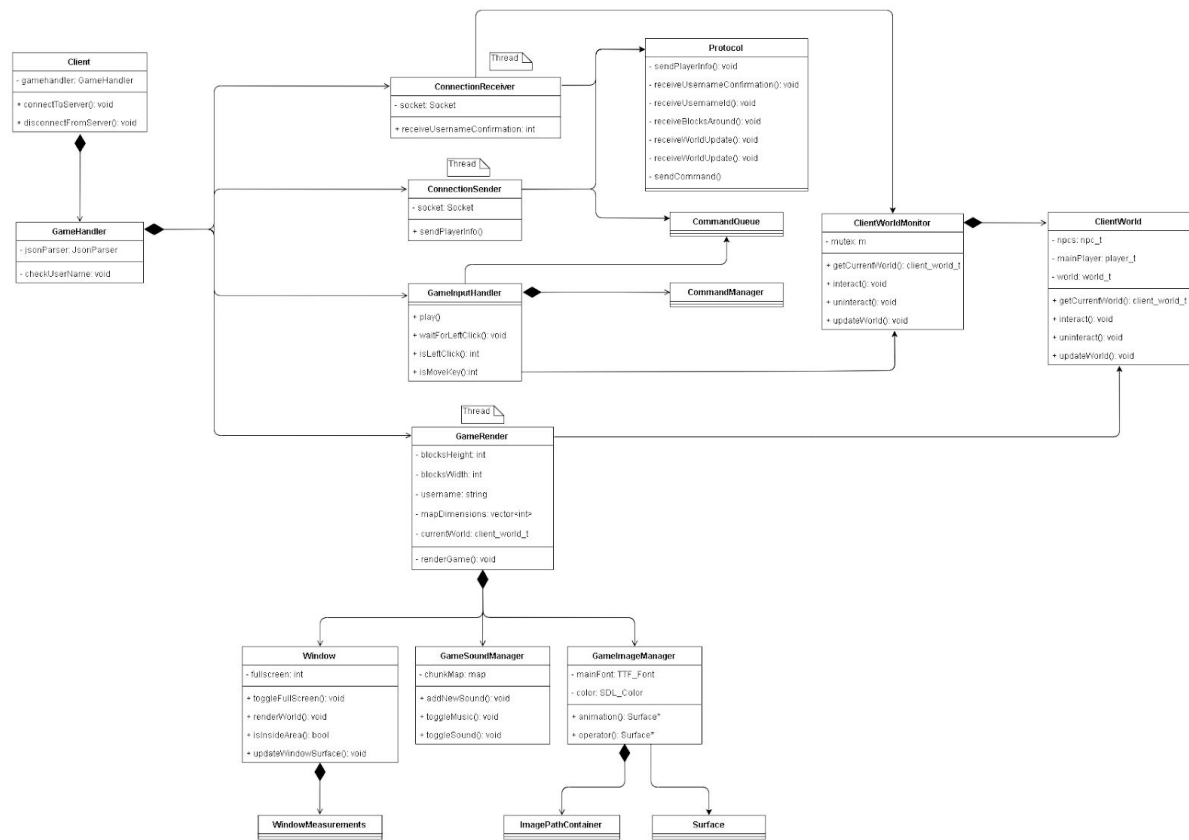 Client
- gamehandler: GameHandler
+ connectToServer(): void
+ disconnectFromServer(): void
GameHandler
- jsonParser: JsonParser
- checkUserName: void
Thread
ConnectionReceiver
- socket: Socket
+ receiveUsernameConfirmation: int
Thread
ConnectionSender
- socket: Socket
+ sendPlayerInfo()
GameInputHandler
+ play()
+ waitForLeftClick(): void
+ isLeftClick(): int
+ isMoveKey():int
Protocol
- sendPlayerInfo(): void
- receiveUsernameConfirmation(): void
- receiveUsernameId(): void
- receiveBlocksAround(): void
- receiveWorldUpdate(): void
- receiveWorldUpdate(): void
- sendCommand()
CommandQueue
CommandManager
ClientWorldMonitor
- mutex: m
+ getCurrentWorld(): client_world_t
+ interact(): void
+ uninteract(): void
+ updateWorld(): void
ClientWorld
- npcs: npc_t
- mainPlayer: player_t
- world: world_t
+ getCurrentWorld(): client_world_t
+ interact(): void
+ uninteract(): void
+ updateWorld(): void
Thread
GameRender
- blocksHeight: int
- blocksWidth: int
- username: string
- mapDimensions: vector<int>
- currentWorld: client_world_t
- renderGame(): void
Window
- fullscreen: int
+ toggleFullScreen(): void
+ renderWorld(): void
+ isInsideArea(): bool
+ updateWindowSurface(): void
GameSoundManager
- chunkMap: map
+ addNewSound(): void
+ toggleMusic(): void
+ toggleSound(): void
GameImageManager
- mainFont: TTF_Font
- color: SDL_Color
+ animation(): Surface*
+ operator(): Surface*
WindowMeasurements
ImagePathContainer
Surface